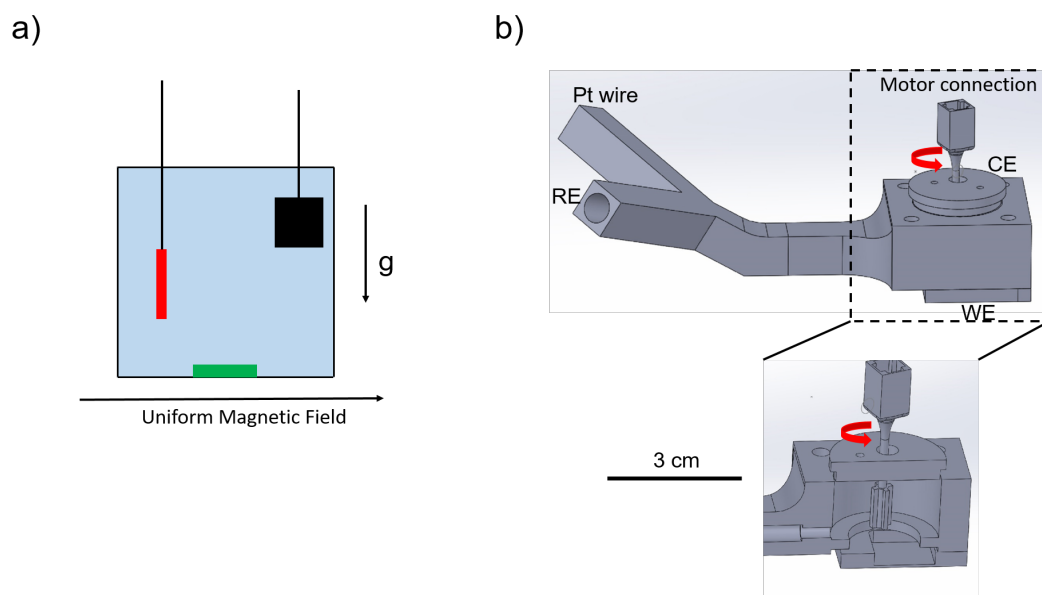 a)
g
Uniform Magnetic Field
b)
Pt wire
Motor connection
CE
RE
WE
3 cm